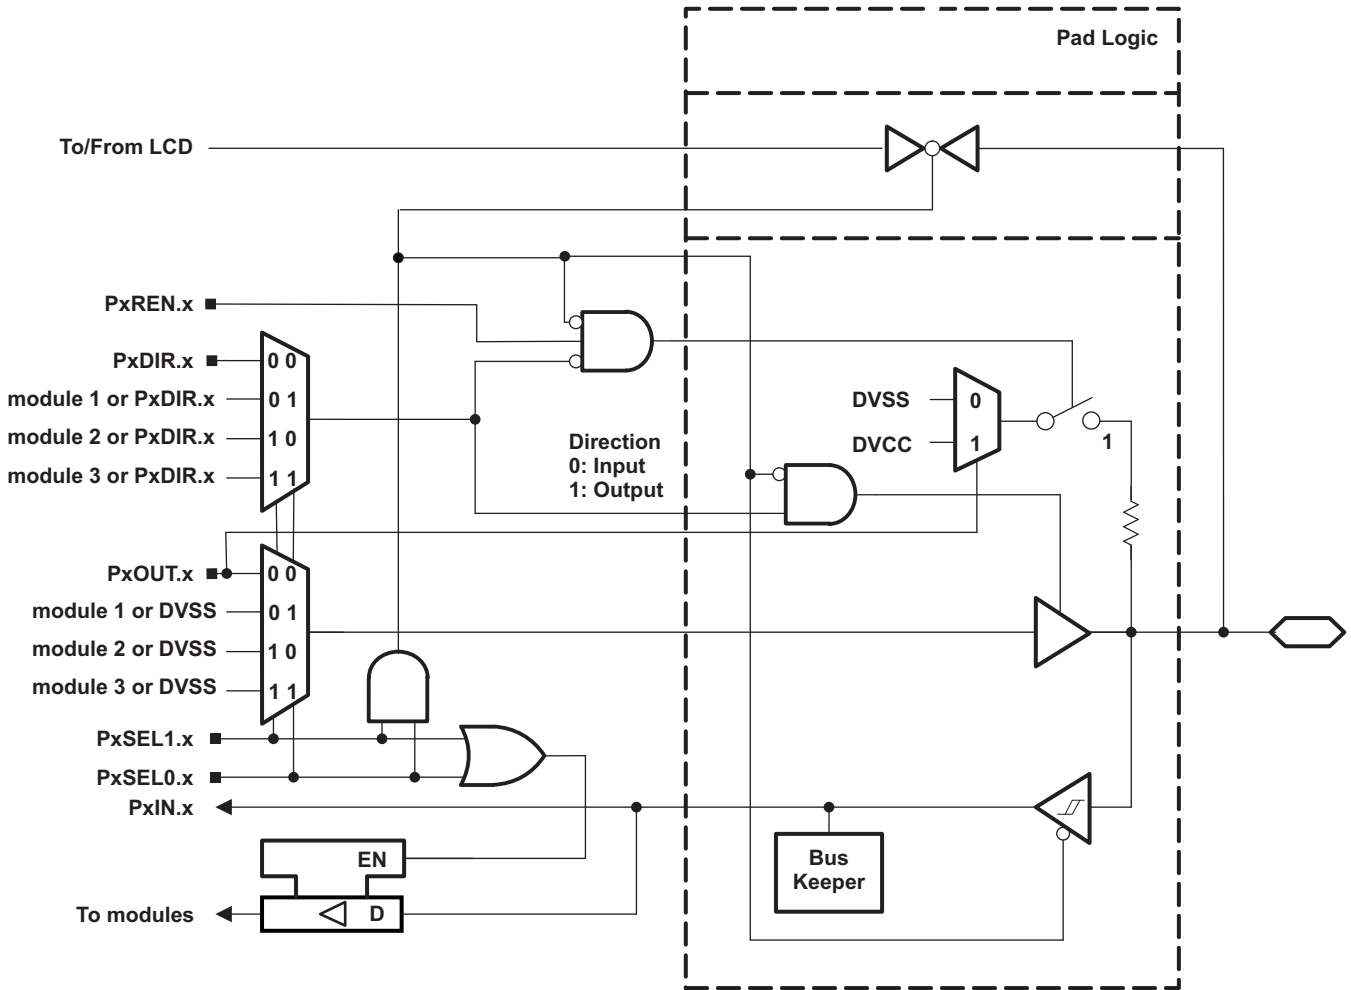 Pad Logic
To/From LCD
PxREN.x
PxDIR.x
0 0
module 1 or PxDIR.x
0 1
module 2 or PxDIR.x
1 0
module 3 or PxDIR.x
1 1
DVSS
0
DVCC
1
1
Direction
0: Input
1: Output
PxOUT.x
0 0
module 1 or DVSS
0 1
module 2 or DVSS
1 0
module 3 or DVSS
1 1
PxSEL1.x
PxSEL0.x
PxIN.x
Bus
Keeper
EN
To modules
D